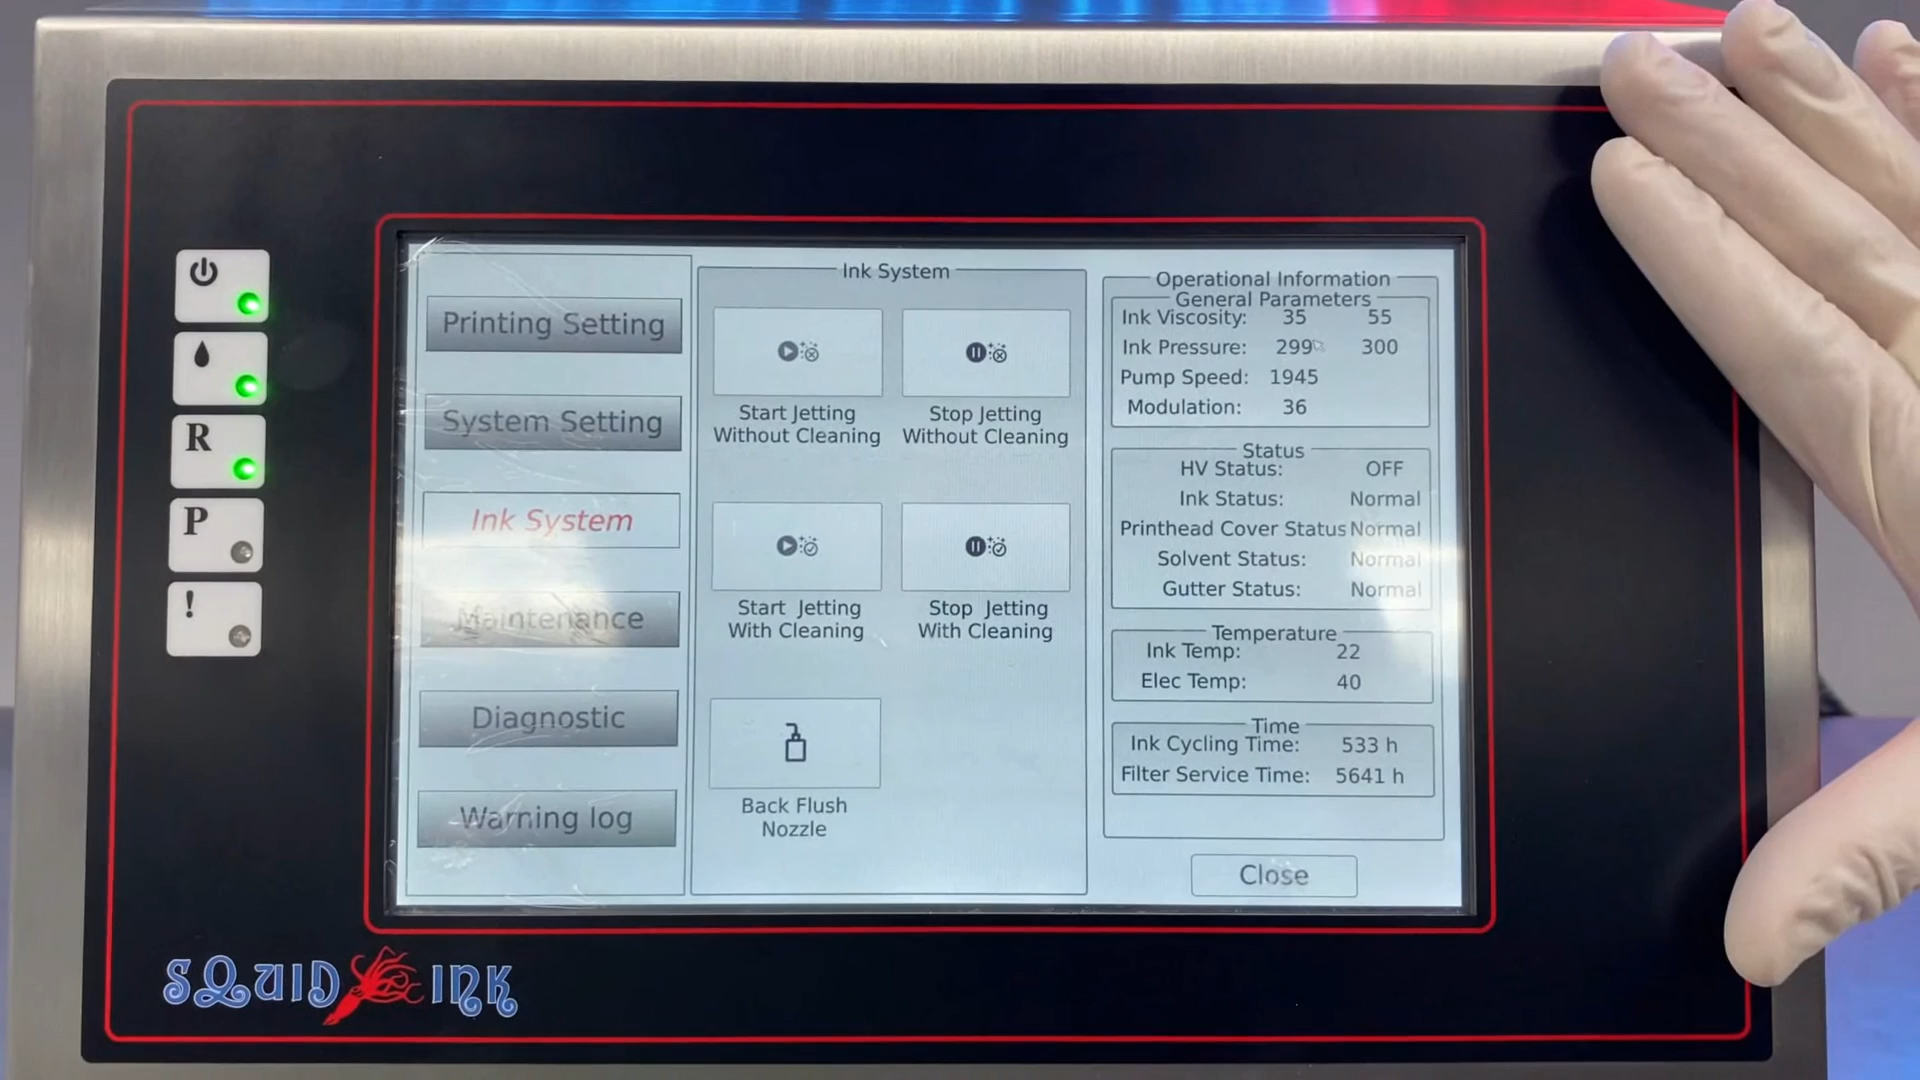 R
P
!
Printing Setting
System Setting
Ink System
Maintenance
Diagnostic
Warning log
Ink System
Start Jetting
Without Cleaning
Stop Jetting
Without Cleaning
Start Jetting
With Cleaning
Stop Jetting
With Cleaning
Back Flush
Nozzle
Operational Information
General Parameters
Ink Viscosity: 35 55
Ink Pressure: 299 300
Pump Speed: 1945
Modulation: 36
Status
HV Status: OFF
Ink Status: Normal
Printhead Cover Status Normal
Solvent Status: Normal
Gutter Status: Normal
Temperature
Ink Temp: 22
Elec Temp: 40
Time
Ink Cycling Time: 533 h
Filter Service Time: 5641 h
Close
SQUID INK